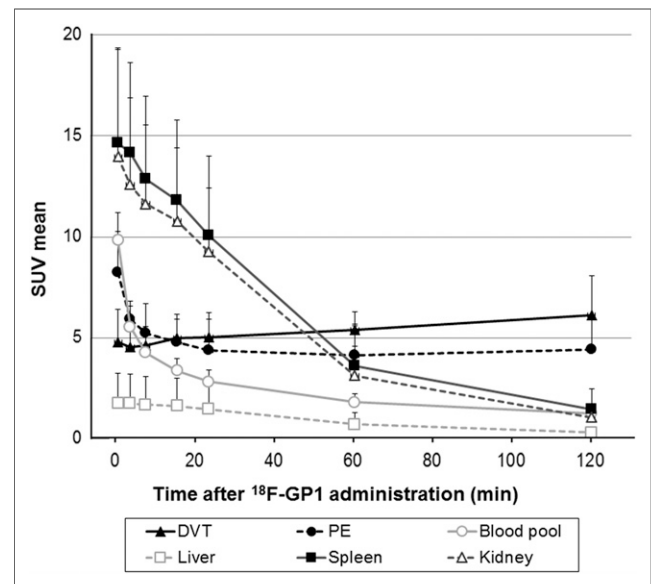 20
15
10
5
0
SUV mean
0 20 40 60 80 100 120
Time after ¹⁸F-GP1 administration (min)
DVT PE Blood pool
Liver Spleen Kidney